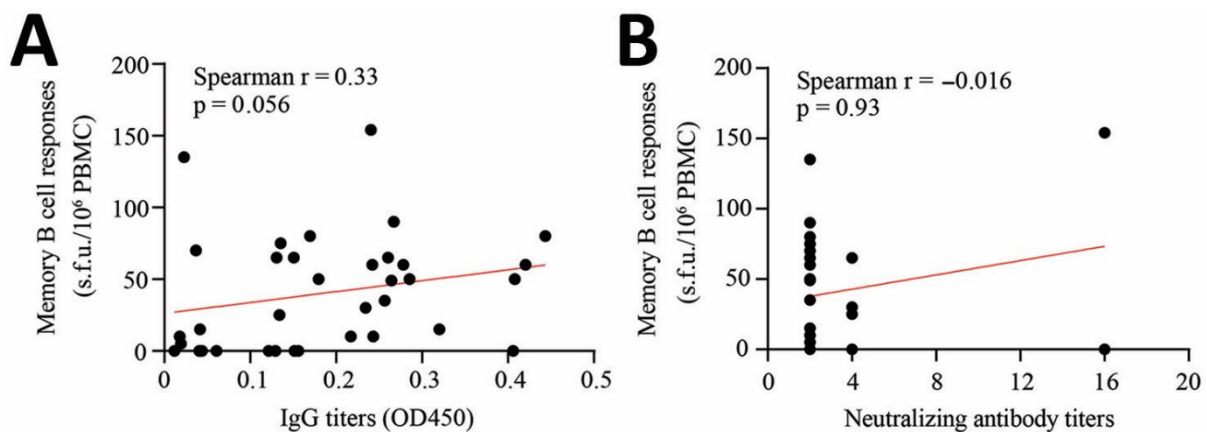 A
Memory B cell responses
(s.f.u./10⁶ PBMC)
200
150
100
50
0
Spearman r = 0.33
p = 0.056
0
0.1
0.2
0.3
0.4
0.5
IgG titers (OD450)
B
Memory B cell responses
(s.f.u./10⁶ PBMC)
200
150
100
50
0
Spearman r = –0.016
p = 0.93
0
4
8
12
16
20
Neutralizing antibody titers